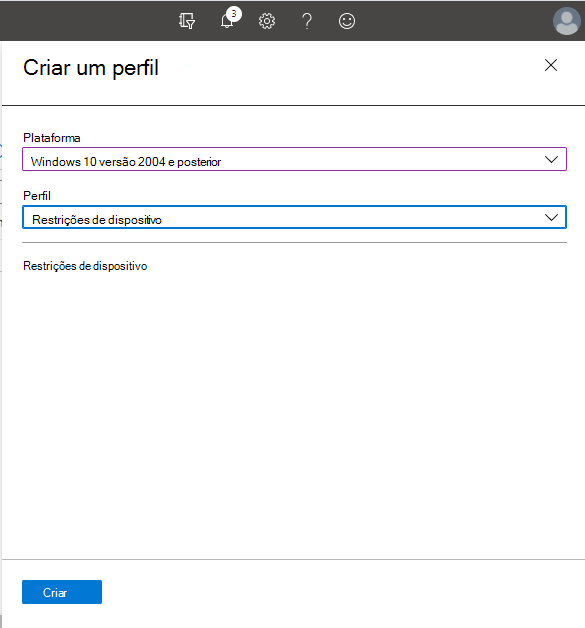 3
Criar um perfil
Plataforma
Windows 10 versão 2004 e posterior
Perfil
Restrições de dispositivo
Restrições de dispositivo
Criar